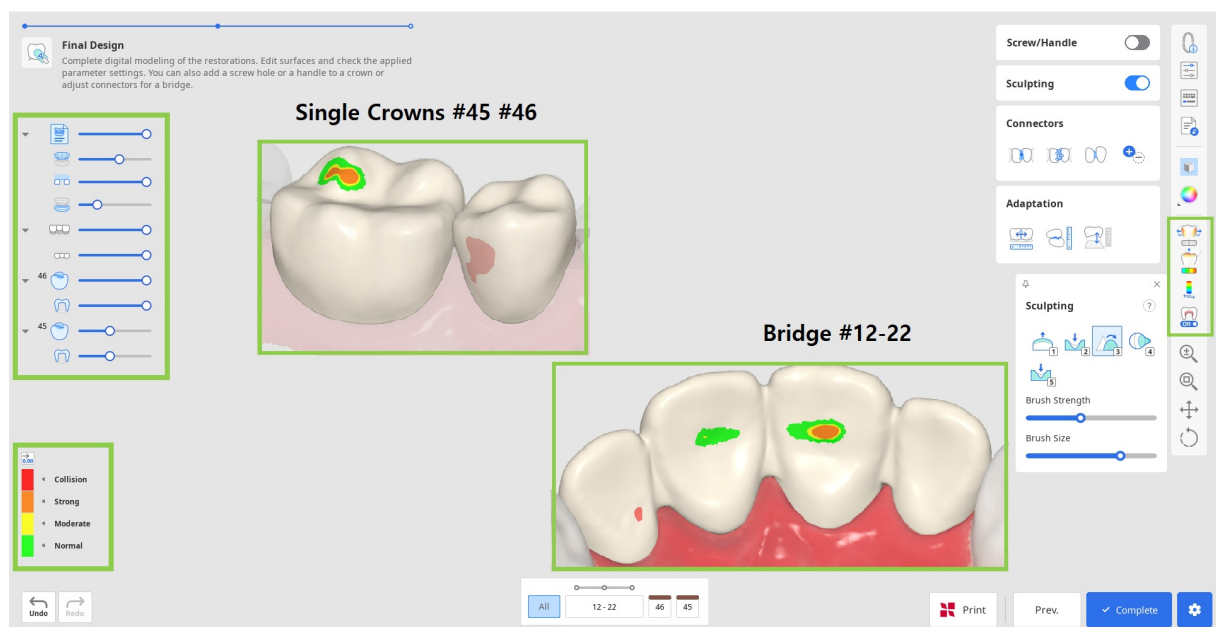 Final Design
Complete digital modeling of the restorations. Edit surfaces and check the applied
parameter settings. You can also add a screw hole or a handle to a crown or
adjust connectors for a bridge.
Single Crowns #45 #46
Bridge #12-22
46
45
0.00
Collision
Strong
Moderate
Normal
Screw/Handle
Sculpting
Connectors
Adaptation
Sculpting
?
1
2
3
4
5
Brush Strength
Brush Size
Off
Undo
Redo
All
12 - 22
46
45
Print
Prev.
Complete